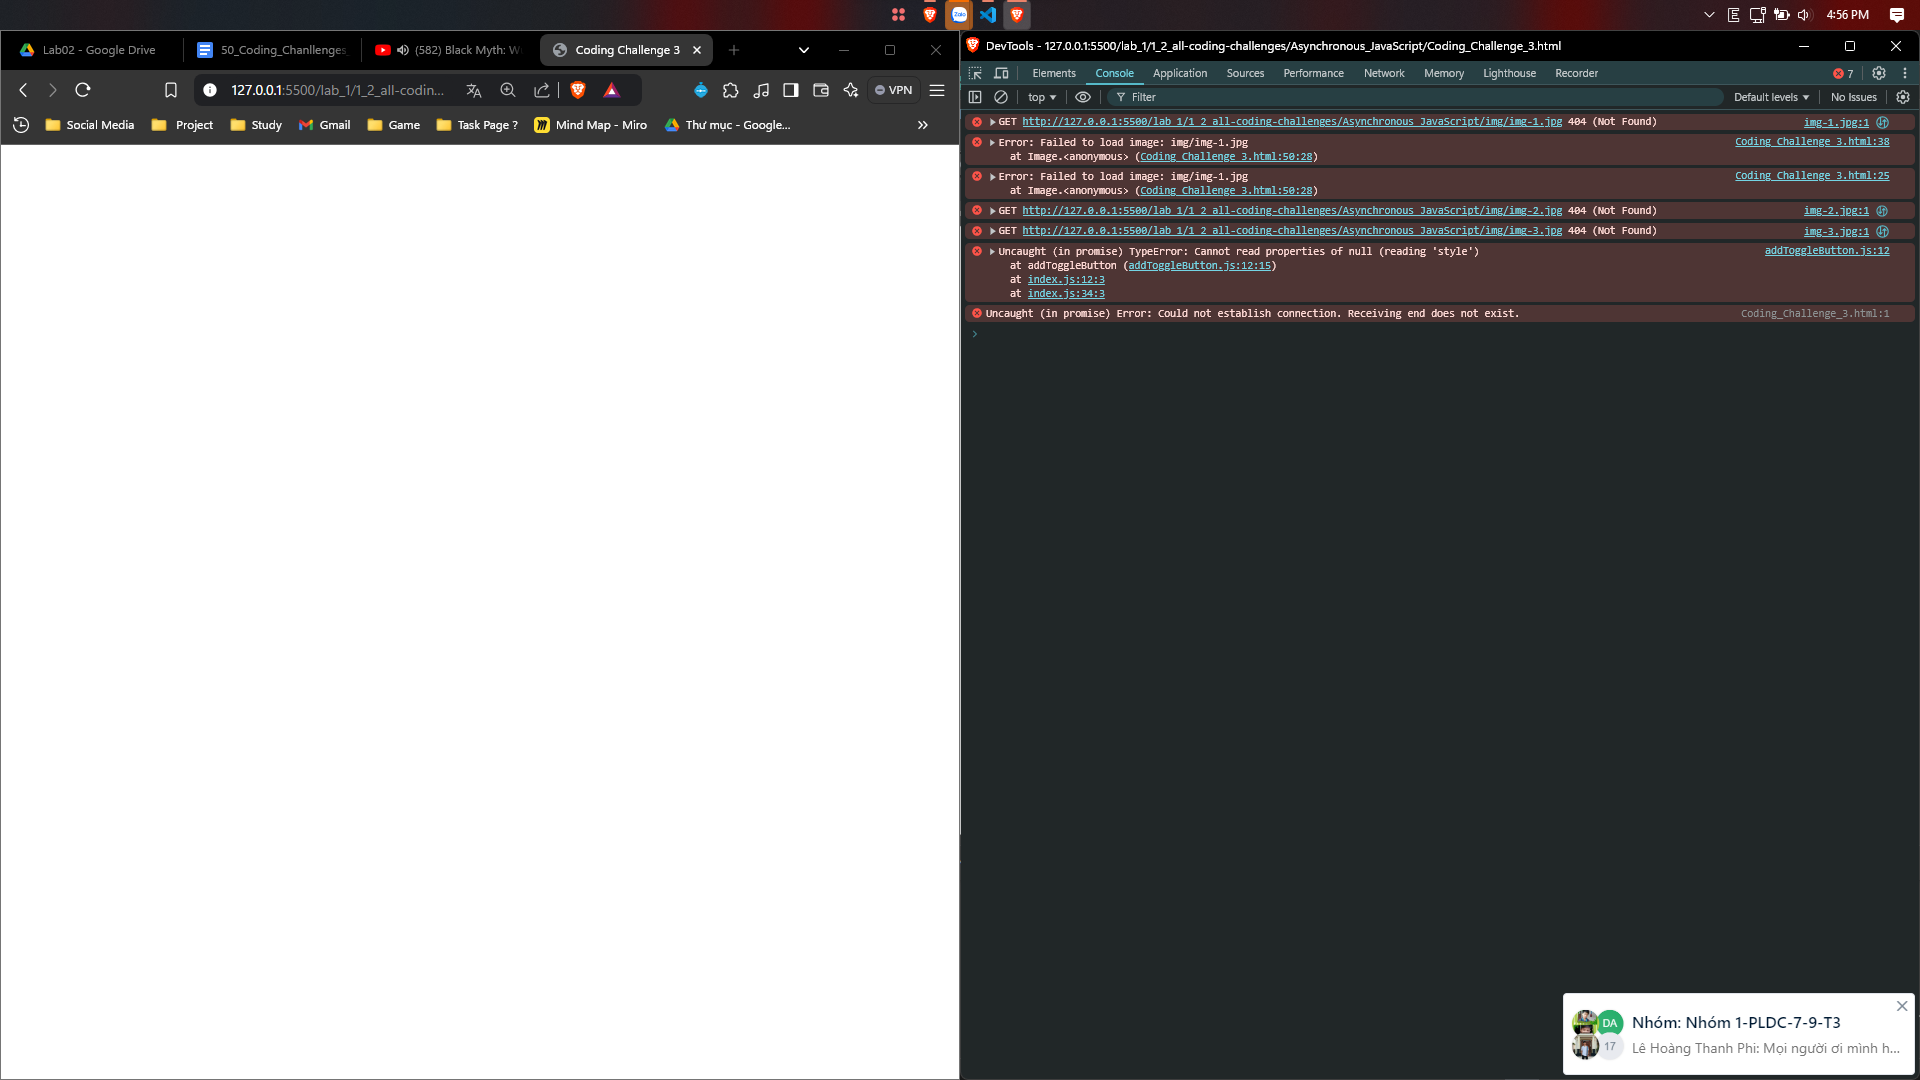 4:56 PM
Lab02 - Google Drive
50_Coding_Chanllenges
(582) Black Myth: W
Coding Challenge 3
127.0.0.1:5500/lab_1/1_2_all-codin...
VPN
Social Media
Project
Study
Gmail
Game
Task Page ?
Mind Map - Miro
Thư mục - Google...
DevTools - 127.0.0.1:5500/lab_1/1_2_all-coding-challenges/Asynchronous_JavaScript/Coding_Challenge_3.html
Elements Console Application Sources Performance Network Memory Lighthouse Recorder 7
top Filter Default levels No Issues
GET http://127.0.0.1:5500/lab_1/1_2_all-coding-challenges/Asynchronous_JavaScript/img/img-1.jpg 404 (Not Found) img-1.jpg:1
Error: Failed to load image: img/img-1.jpg Coding_Challenge_3.html:38
at Image.<anonymous> (Coding_Challenge_3.html:50:28)
Error: Failed to load image: img/img-1.jpg Coding_Challenge_3.html:25
at Image.<anonymous> (Coding_Challenge_3.html:50:28)
GET http://127.0.0.1:5500/lab_1/1_2_all-coding-challenges/Asynchronous_JavaScript/img/img-2.jpg 404 (Not Found) img-2.jpg:1
GET http://127.0.0.1:5500/lab_1/1_2_all-coding-challenges/Asynchronous_JavaScript/img/img-3.jpg 404 (Not Found) img-3.jpg:1
Uncaught (in promise) TypeError: Cannot read properties of null (reading 'style') addToggleButton.js:12
at addToggleButton (addToggleButton.js:12:15)
at index.js:12:3
at index.js:34:3
Uncaught (in promise) Error: Could not establish connection. Receiving end does not exist. Coding_Challenge_3.html:1
DA
17
Nhóm: Nhóm 1-PLDC-7-9-T3
Lê Hoàng Thanh Phi: Mọi người ơi mình h...